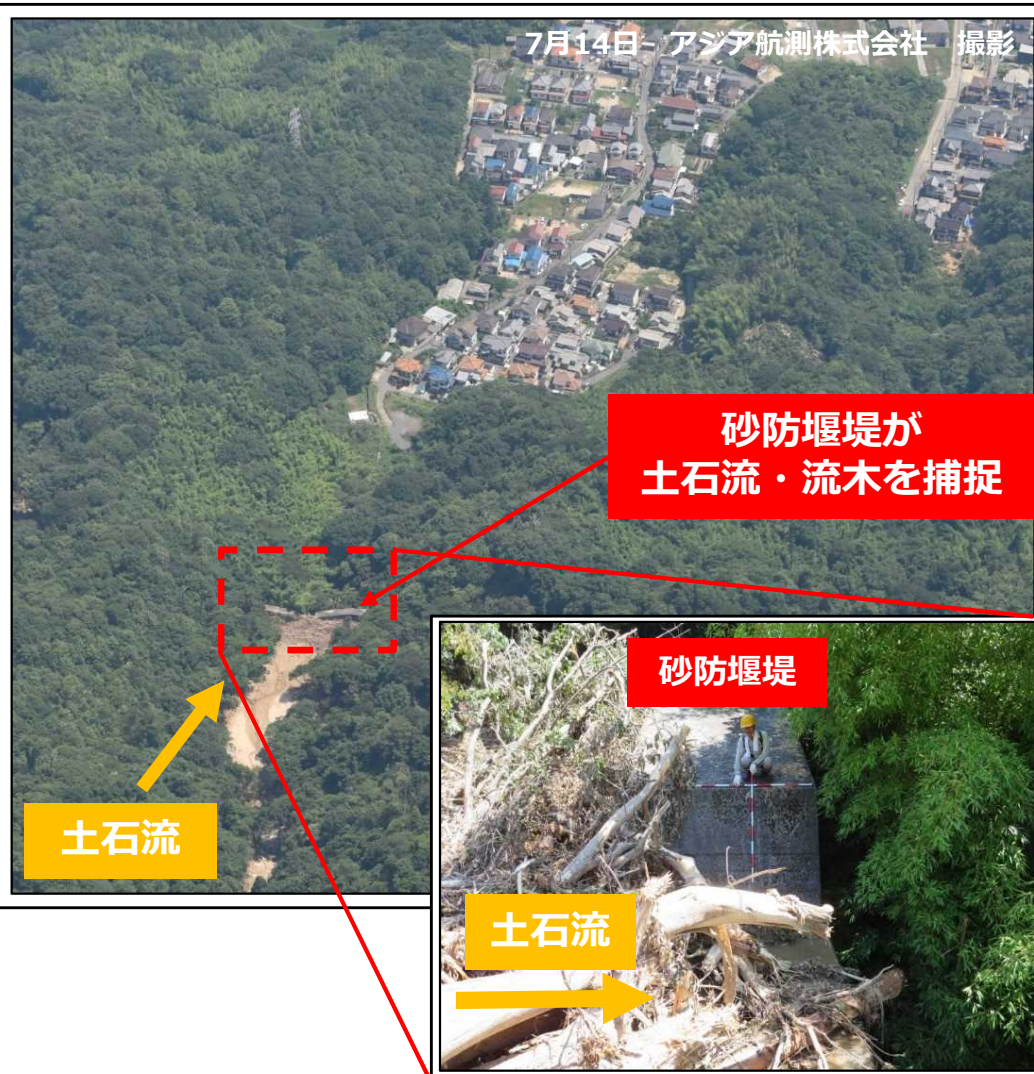 7月14日　アジア航測株式会社　撮影
砂防堰堤が
土石流・流木を捕捉
砂防堰堤
土石流
土石流